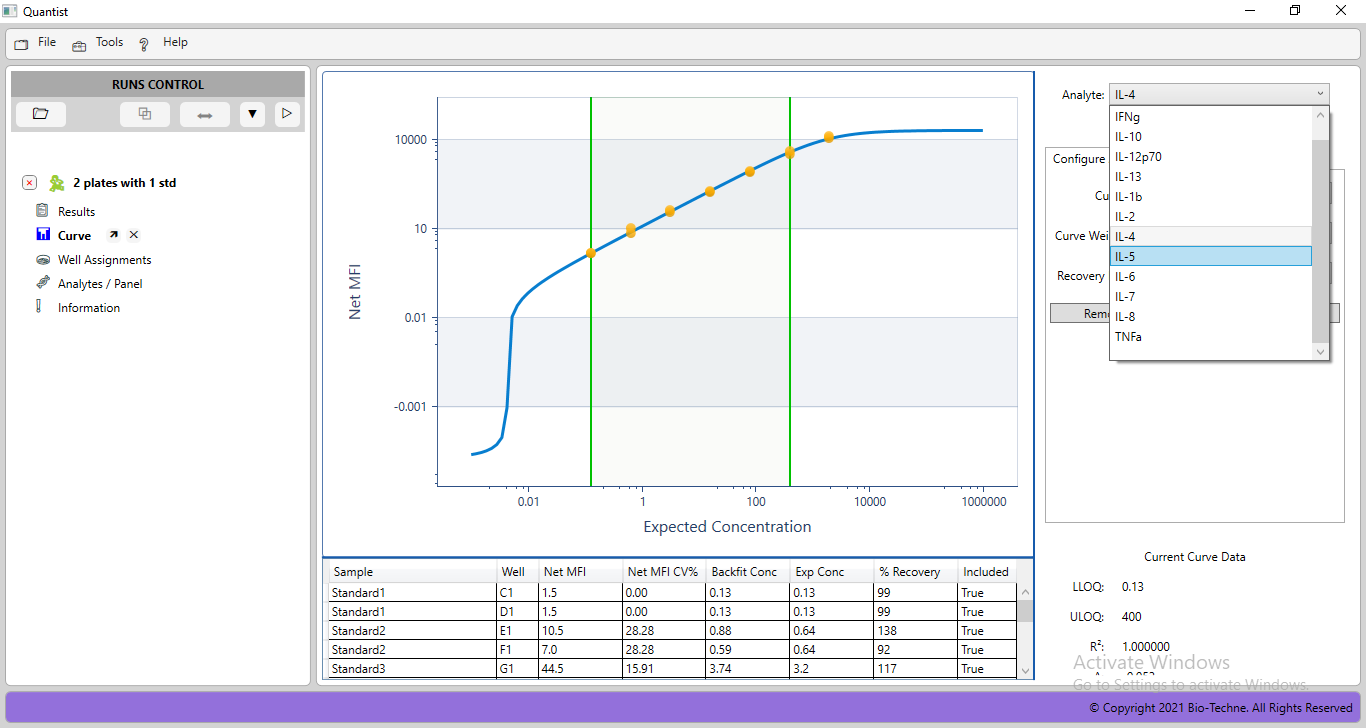 Quantist
File Tools ? Help
RUNS CONTROL
2 plates with 1 std
Results
Curve
Well Assignments
Analytes / Panel
Information
10000
10
0.01
-0.001
Net MFI
0.01 1 100 10000 1000000
Expected Concentration
Sample Well Net MFI Net MFI CV% Backfit Conc Exp Conc % Recovery Included
Standard1 C1 1.5 0.00 0.13 0.13 99 True
Standard1 D1 1.5 0.00 0.13 0.13 99 True
Standard2 E1 10.5 28.28 0.88 0.64 138 True
Standard2 F1 7.0 28.28 0.59 0.64 92 True
Standard3 G1 44.5 15.91 3.74 3.2 117 True
Analyte: IL-4
IFNg
IL-10
IL-12p70
IL-13
IL-1b
IL-2
IL-4
IL-5
IL-6
IL-7
IL-8
TNFa
Configure
Cu
Curve Wei
Recovery
Rem
Current Curve Data
LLOQ: 0.13
ULOQ: 400
R²: 1.000000
Activate Windows
Go to Settings to activate Windows.
© Copyright 2021 Bio-Techne. All Rights Reserved